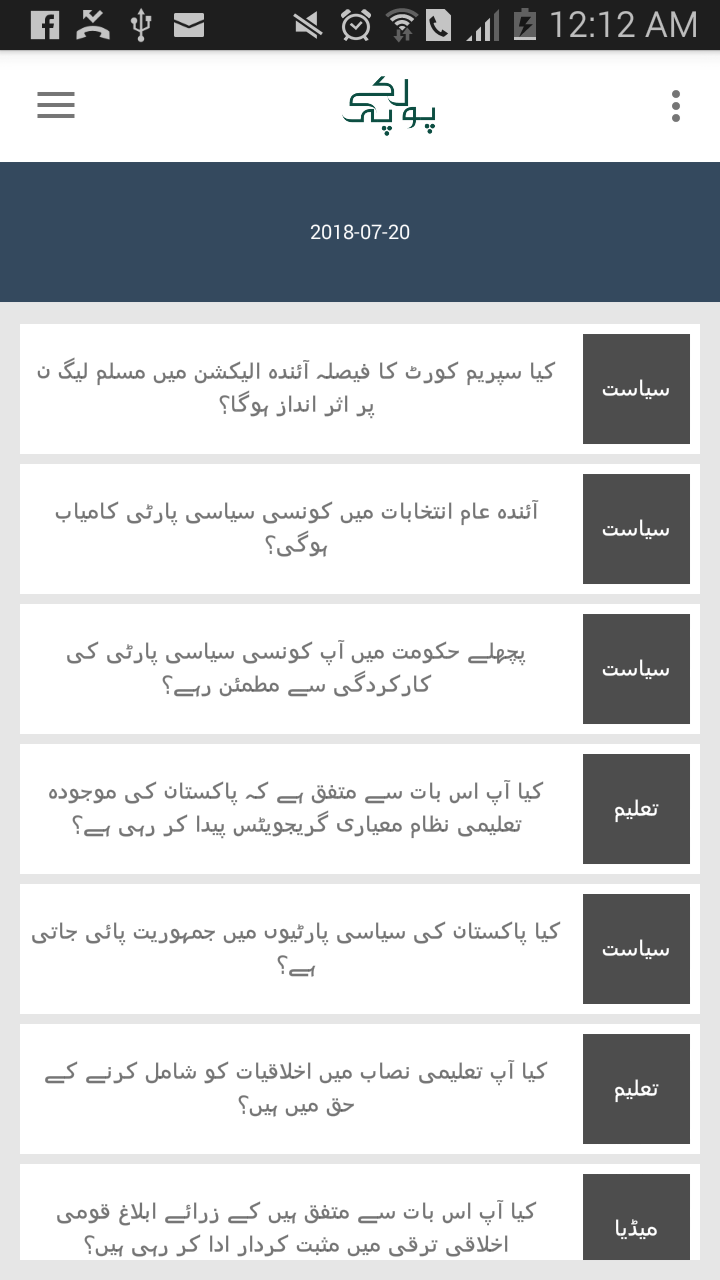 12:12 AM
پولکے پی
2018-07-20
سیاست
کیا سپریم کورٹ کا فیصلہ آئندہ الیکشن میں مسلم لیگ ن
پر اثر انداز ہوگا؟
سیاست
آئندہ عام انتخابات میں کونسی سیاسی پارٹی کامیاب
ہوگی؟
سیاست
پچھلے حکومت میں آپ کونسی سیاسی پارٹی کی
کارکردگی سے مطمئن رہے؟
تعلیم
کیا آپ اس بات سے متفق ہے کہ پاکستان کی موجودہ
تعلیمی نظام معیاری گریجویٹس پیدا کر رہی ہے؟
سیاست
کیا پاکستان کی سیاسی پارٹیوں میں جمہوریت پائی جاتی
ہے؟
تعلیم
کیا آپ تعلیمی نصاب میں اخلاقیات کو شامل کرنے کے
حق میں ہیں؟
میڈیا
کیا آپ اس بات سے متفق ہیں کے زرائے ابلاغ قومی
اخلاقی ترقی میں مثبت کردار ادا کر رہی ہیں؟